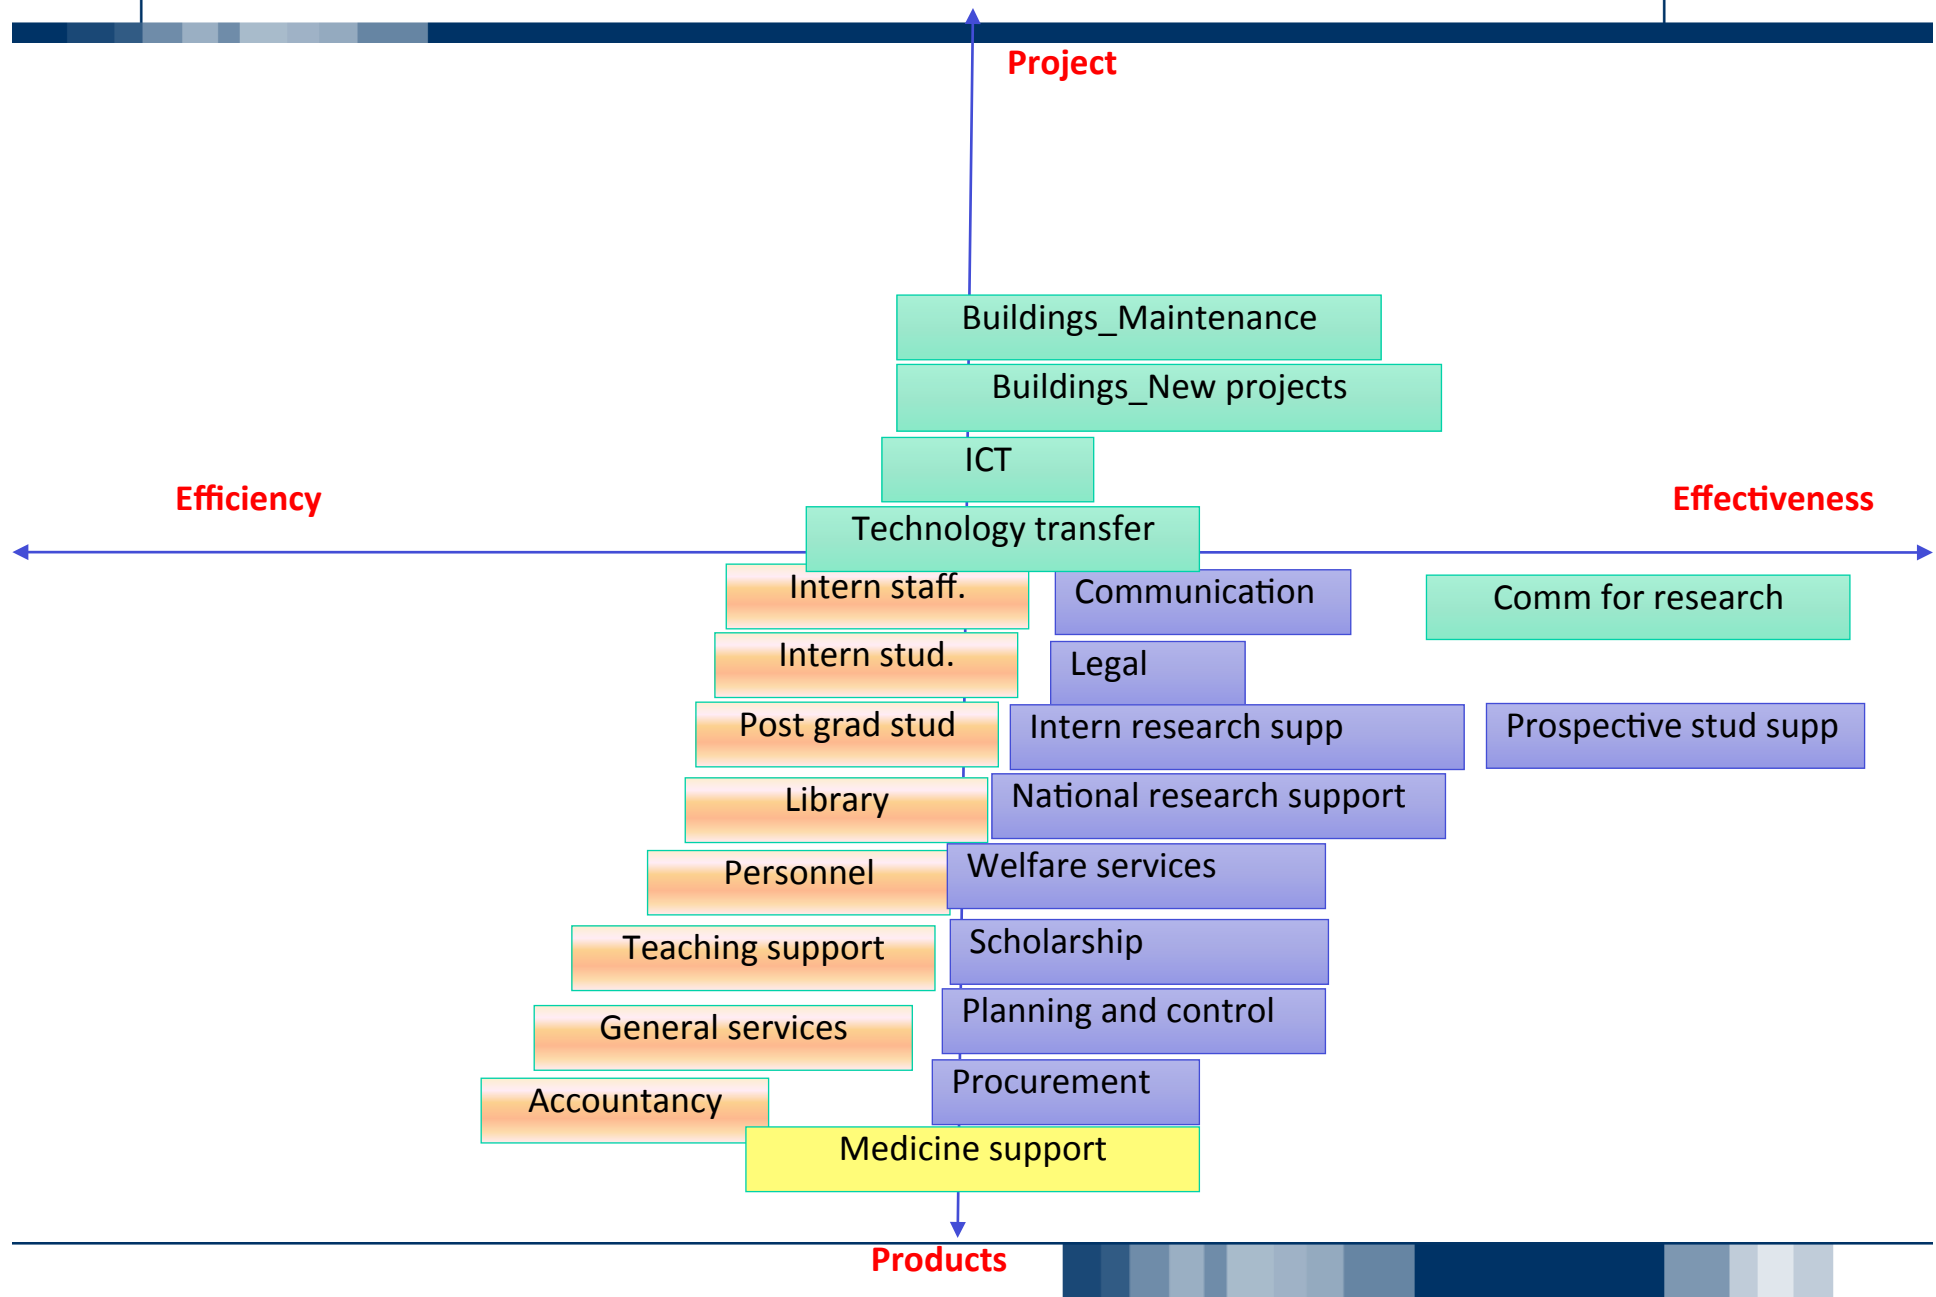 Project
Buildings_Maintenance
Buildings_New projects
ICT
Efficiency
Effectiveness
Technology transfer
Intern staff.
Communication
Comm for research
Intern stud.
Legal
Post grad stud
Intern research supp
Prospective stud supp
Library
National research support
Personnel
Welfare services
Teaching support
Scholarship
General services
Planning and control
Accountancy
Procurement
Medicine support
Products